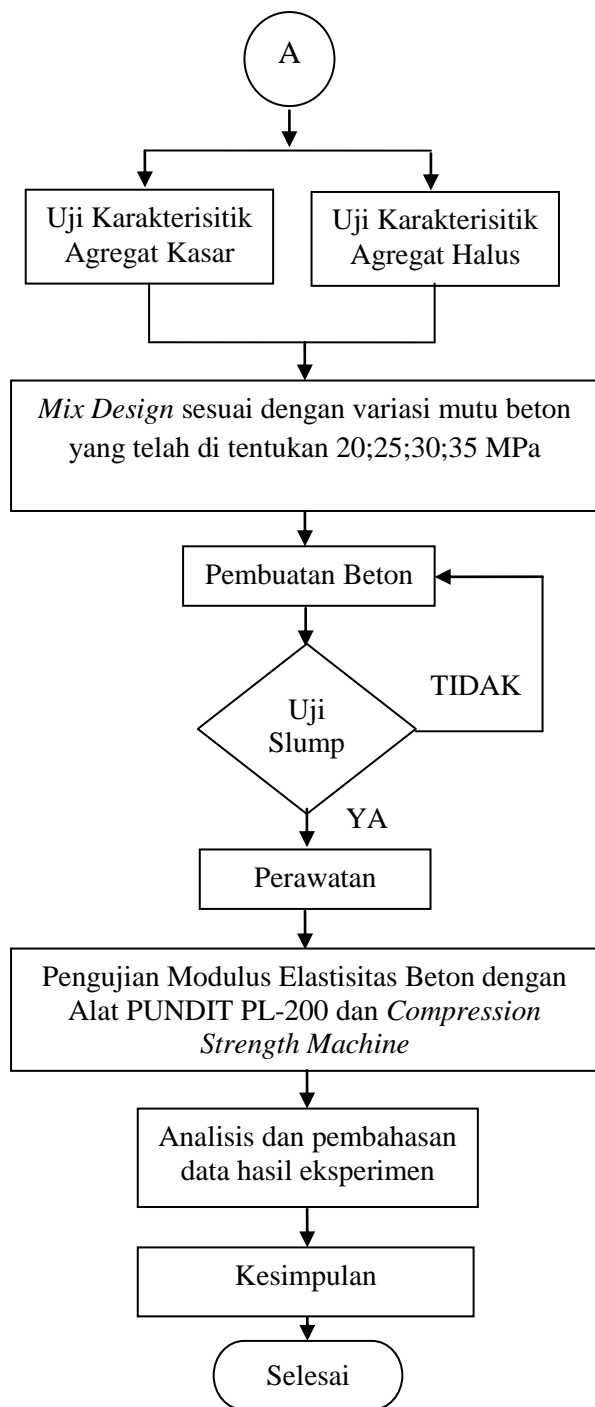 A
Uji Karakterisitik
Agregat Kasar
Uji Karakterisitik
Agregat Halus
Mix Design sesuai dengan variasi mutu beton
yang telah di tentukan 20;25;30;35 MPa
Pembuatan Beton
TIDAK
Uji
Slump
YA
Perawatan
Pengujian Modulus Elastisitas Beton dengan
Alat PUNDIT PL-200 dan Compression
Strength Machine
Analisis dan pembahasan
data hasil eksperimen
Kesimpulan
Selesai